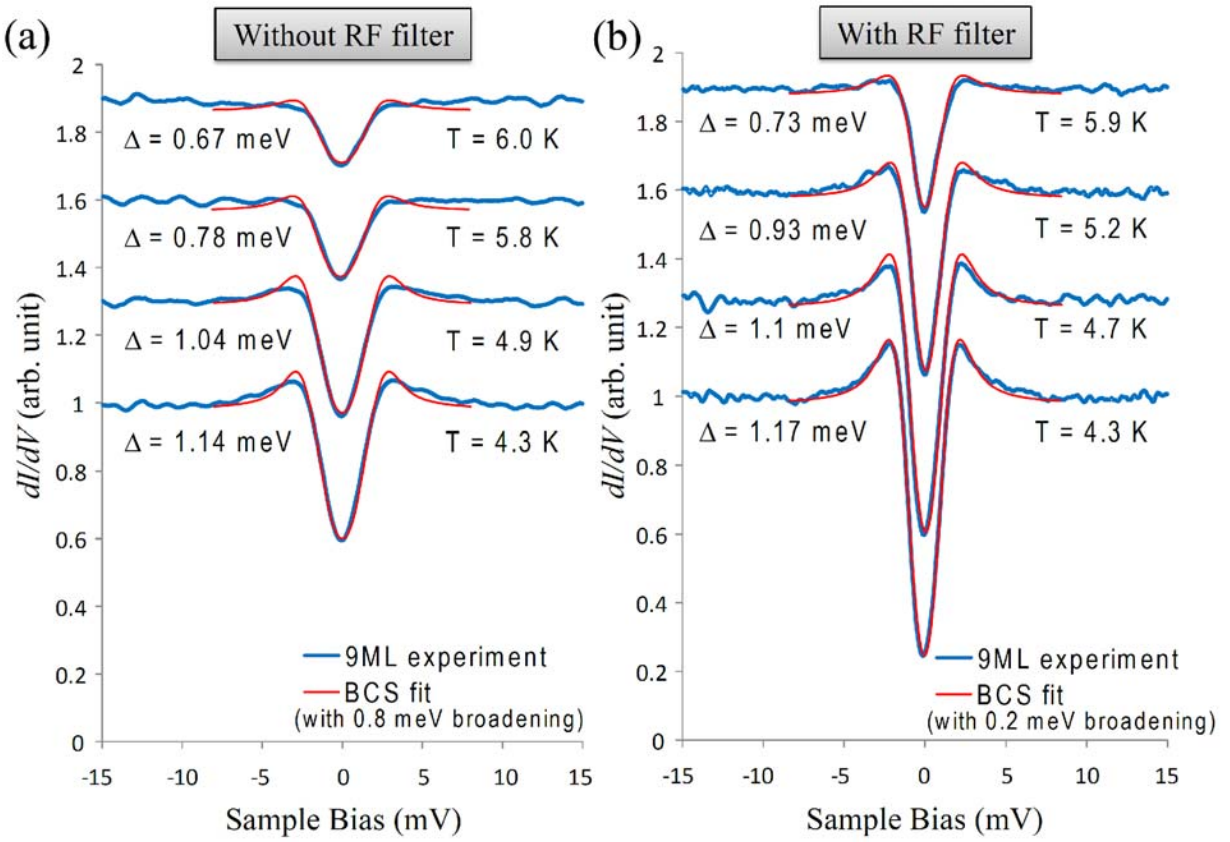 (a)
Without RF filter
2
1.8
1.6
1.4
1.2
1
0.8
0.6
0.4
0.2
0
dI/dV (arb. unit)
Δ = 0.67 meV T = 6.0 K
Δ = 0.78 meV T = 5.8 K
Δ = 1.04 meV T = 4.9 K
Δ = 1.14 meV T = 4.3 K
9ML experiment
BCS fit
(with 0.8 meV broadening)
-15 -10 -5 0 5 10 15
Sample Bias (mV)
(b)
With RF filter
2
1.8
1.6
1.4
1.2
1
0.8
0.6
0.4
0.2
0
dI/dV (arb. unit)
Δ = 0.73 meV T = 5.9 K
Δ = 0.93 meV T = 5.2 K
Δ = 1.1 meV T = 4.7 K
Δ = 1.17 meV T = 4.3 K
9ML experiment
BCS fit
(with 0.2 meV broadening)
-15 -10 -5 0 5 10 15
Sample Bias (mV)